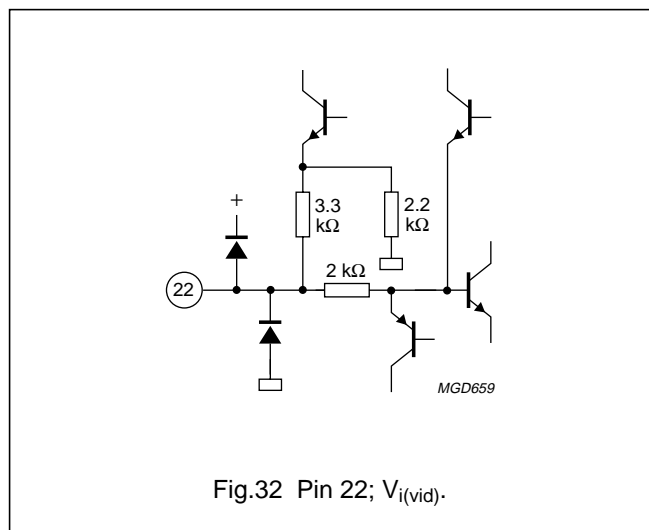 +
3.3
kΩ
2.2
kΩ
2 kΩ
22
MGD659
Fig.32 Pin 22; Vi(vid).